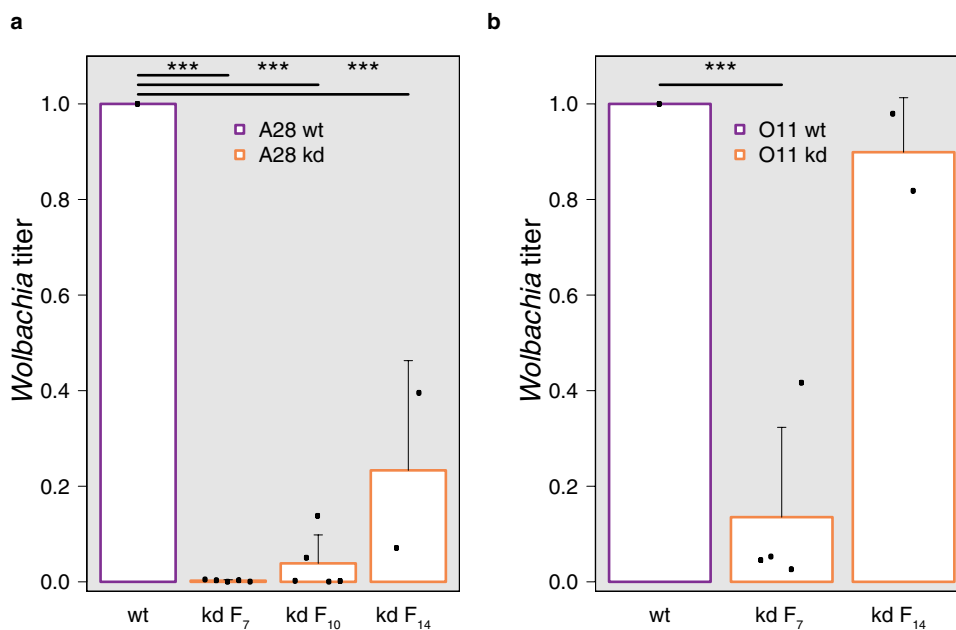 a
*** *** ***
A28 wt
A28 kd
Wolbachia titer
1.0
0.8
0.6
0.4
0.2
0.0
wt kd F₇ kd F₁₀ kd F₁₄
b
***
O11 wt
O11 kd
Wolbachia titer
1.0
0.8
0.6
0.4
0.2
0.0
wt kd F₇ kd F₁₄